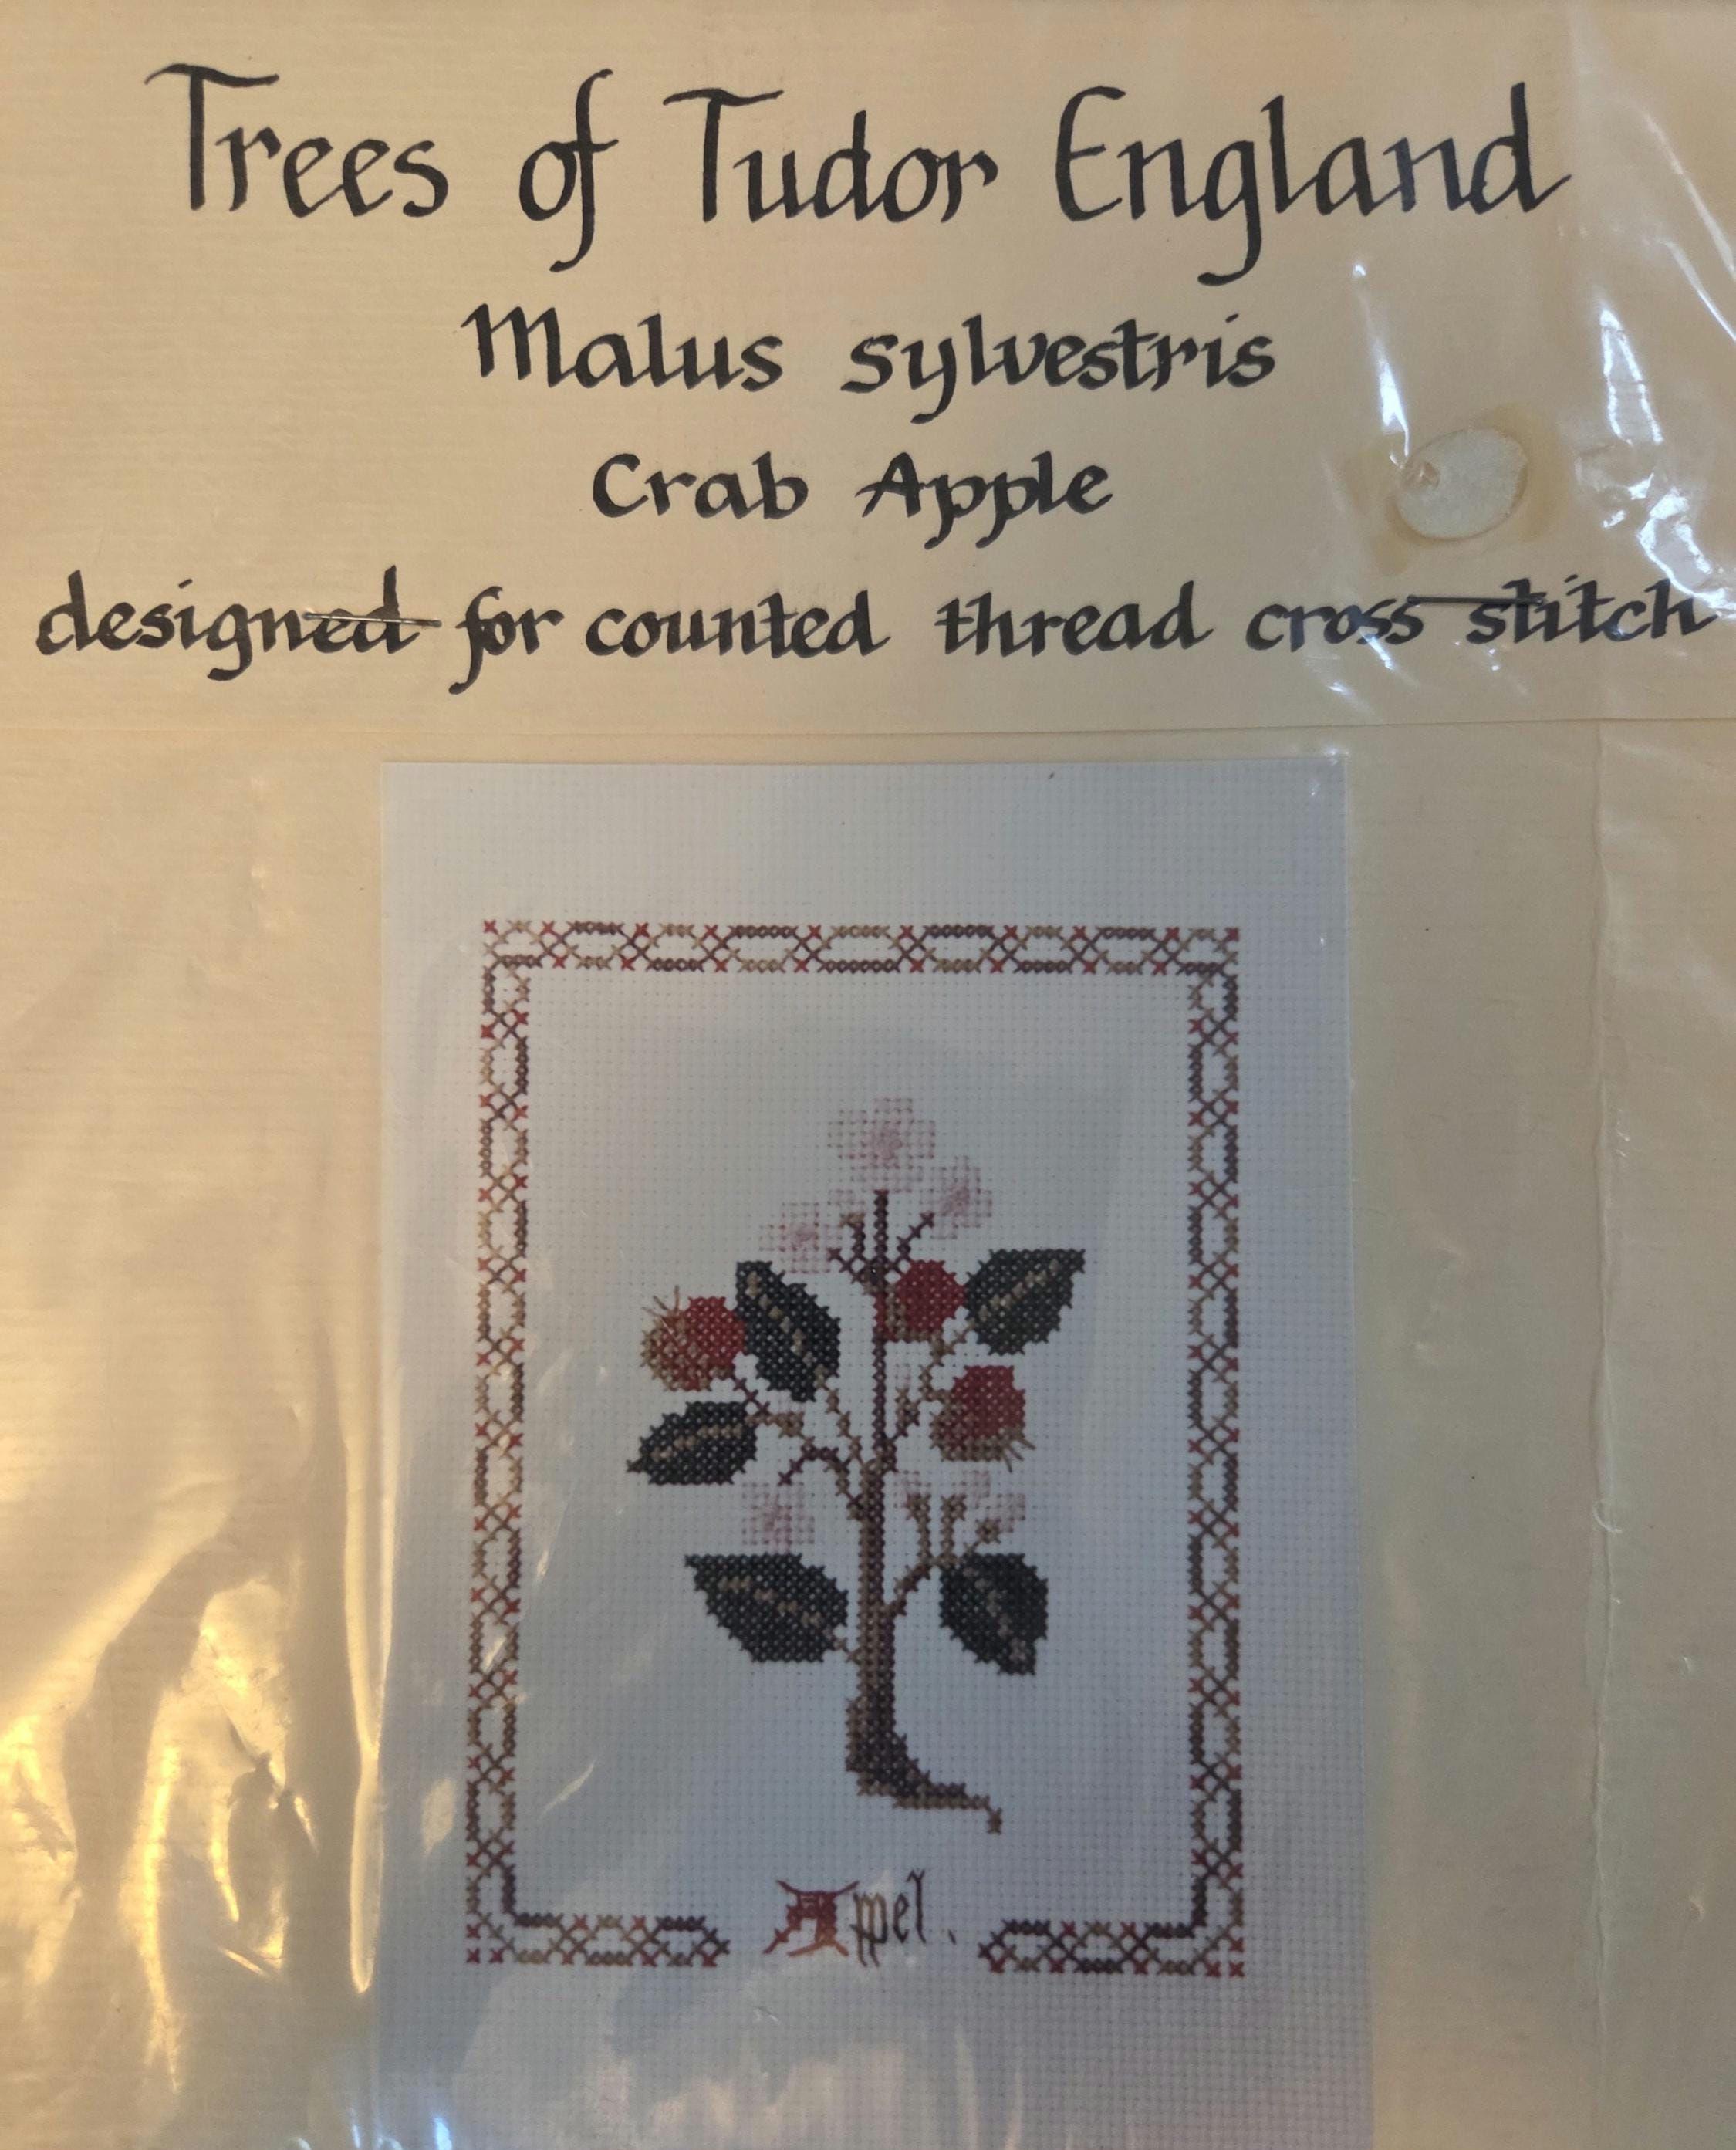 Trees of Tudor England
Malus sylvestris
Crab Apple
designed for counted thread cross stitch
Appel.